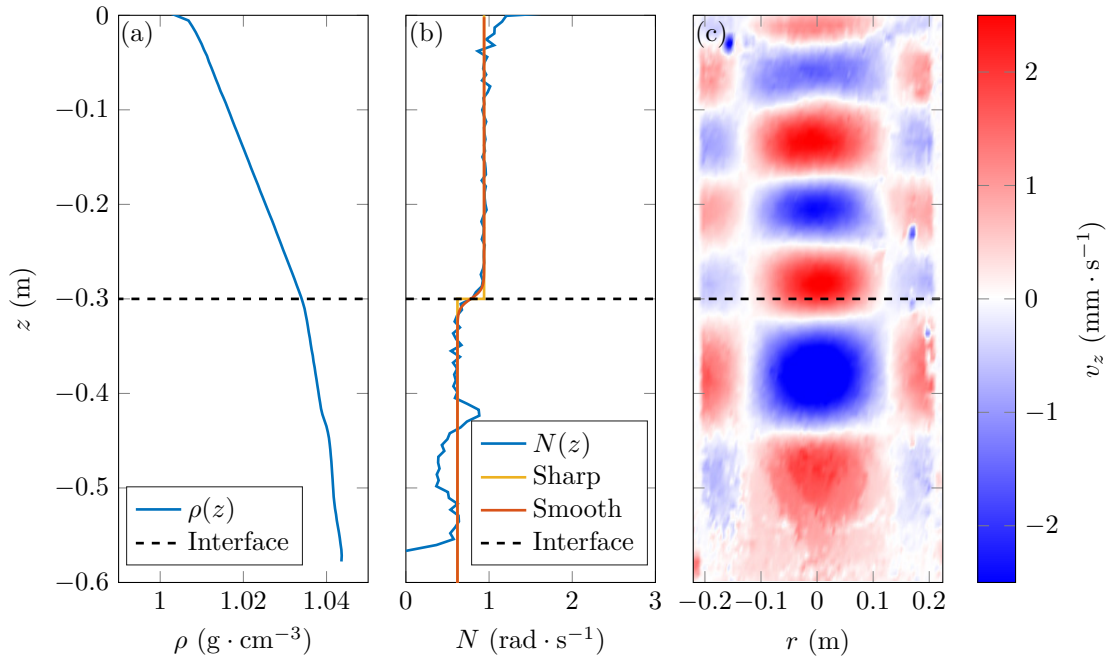 (a)
(b)
(c)
0
−0.1
−0.2
−0.3
−0.4
−0.5
−0.6
z (m)
1
1.02
1.04
ρ (g · cm⁻³)
ρ(z)
Interface
0
1
2
3
N (rad · s⁻¹)
N(z)
Sharp
Smooth
Interface
−0.2
−0.1
0
0.1
0.2
r (m)
2
1
0
−1
−2
v_z (mm · s⁻¹)